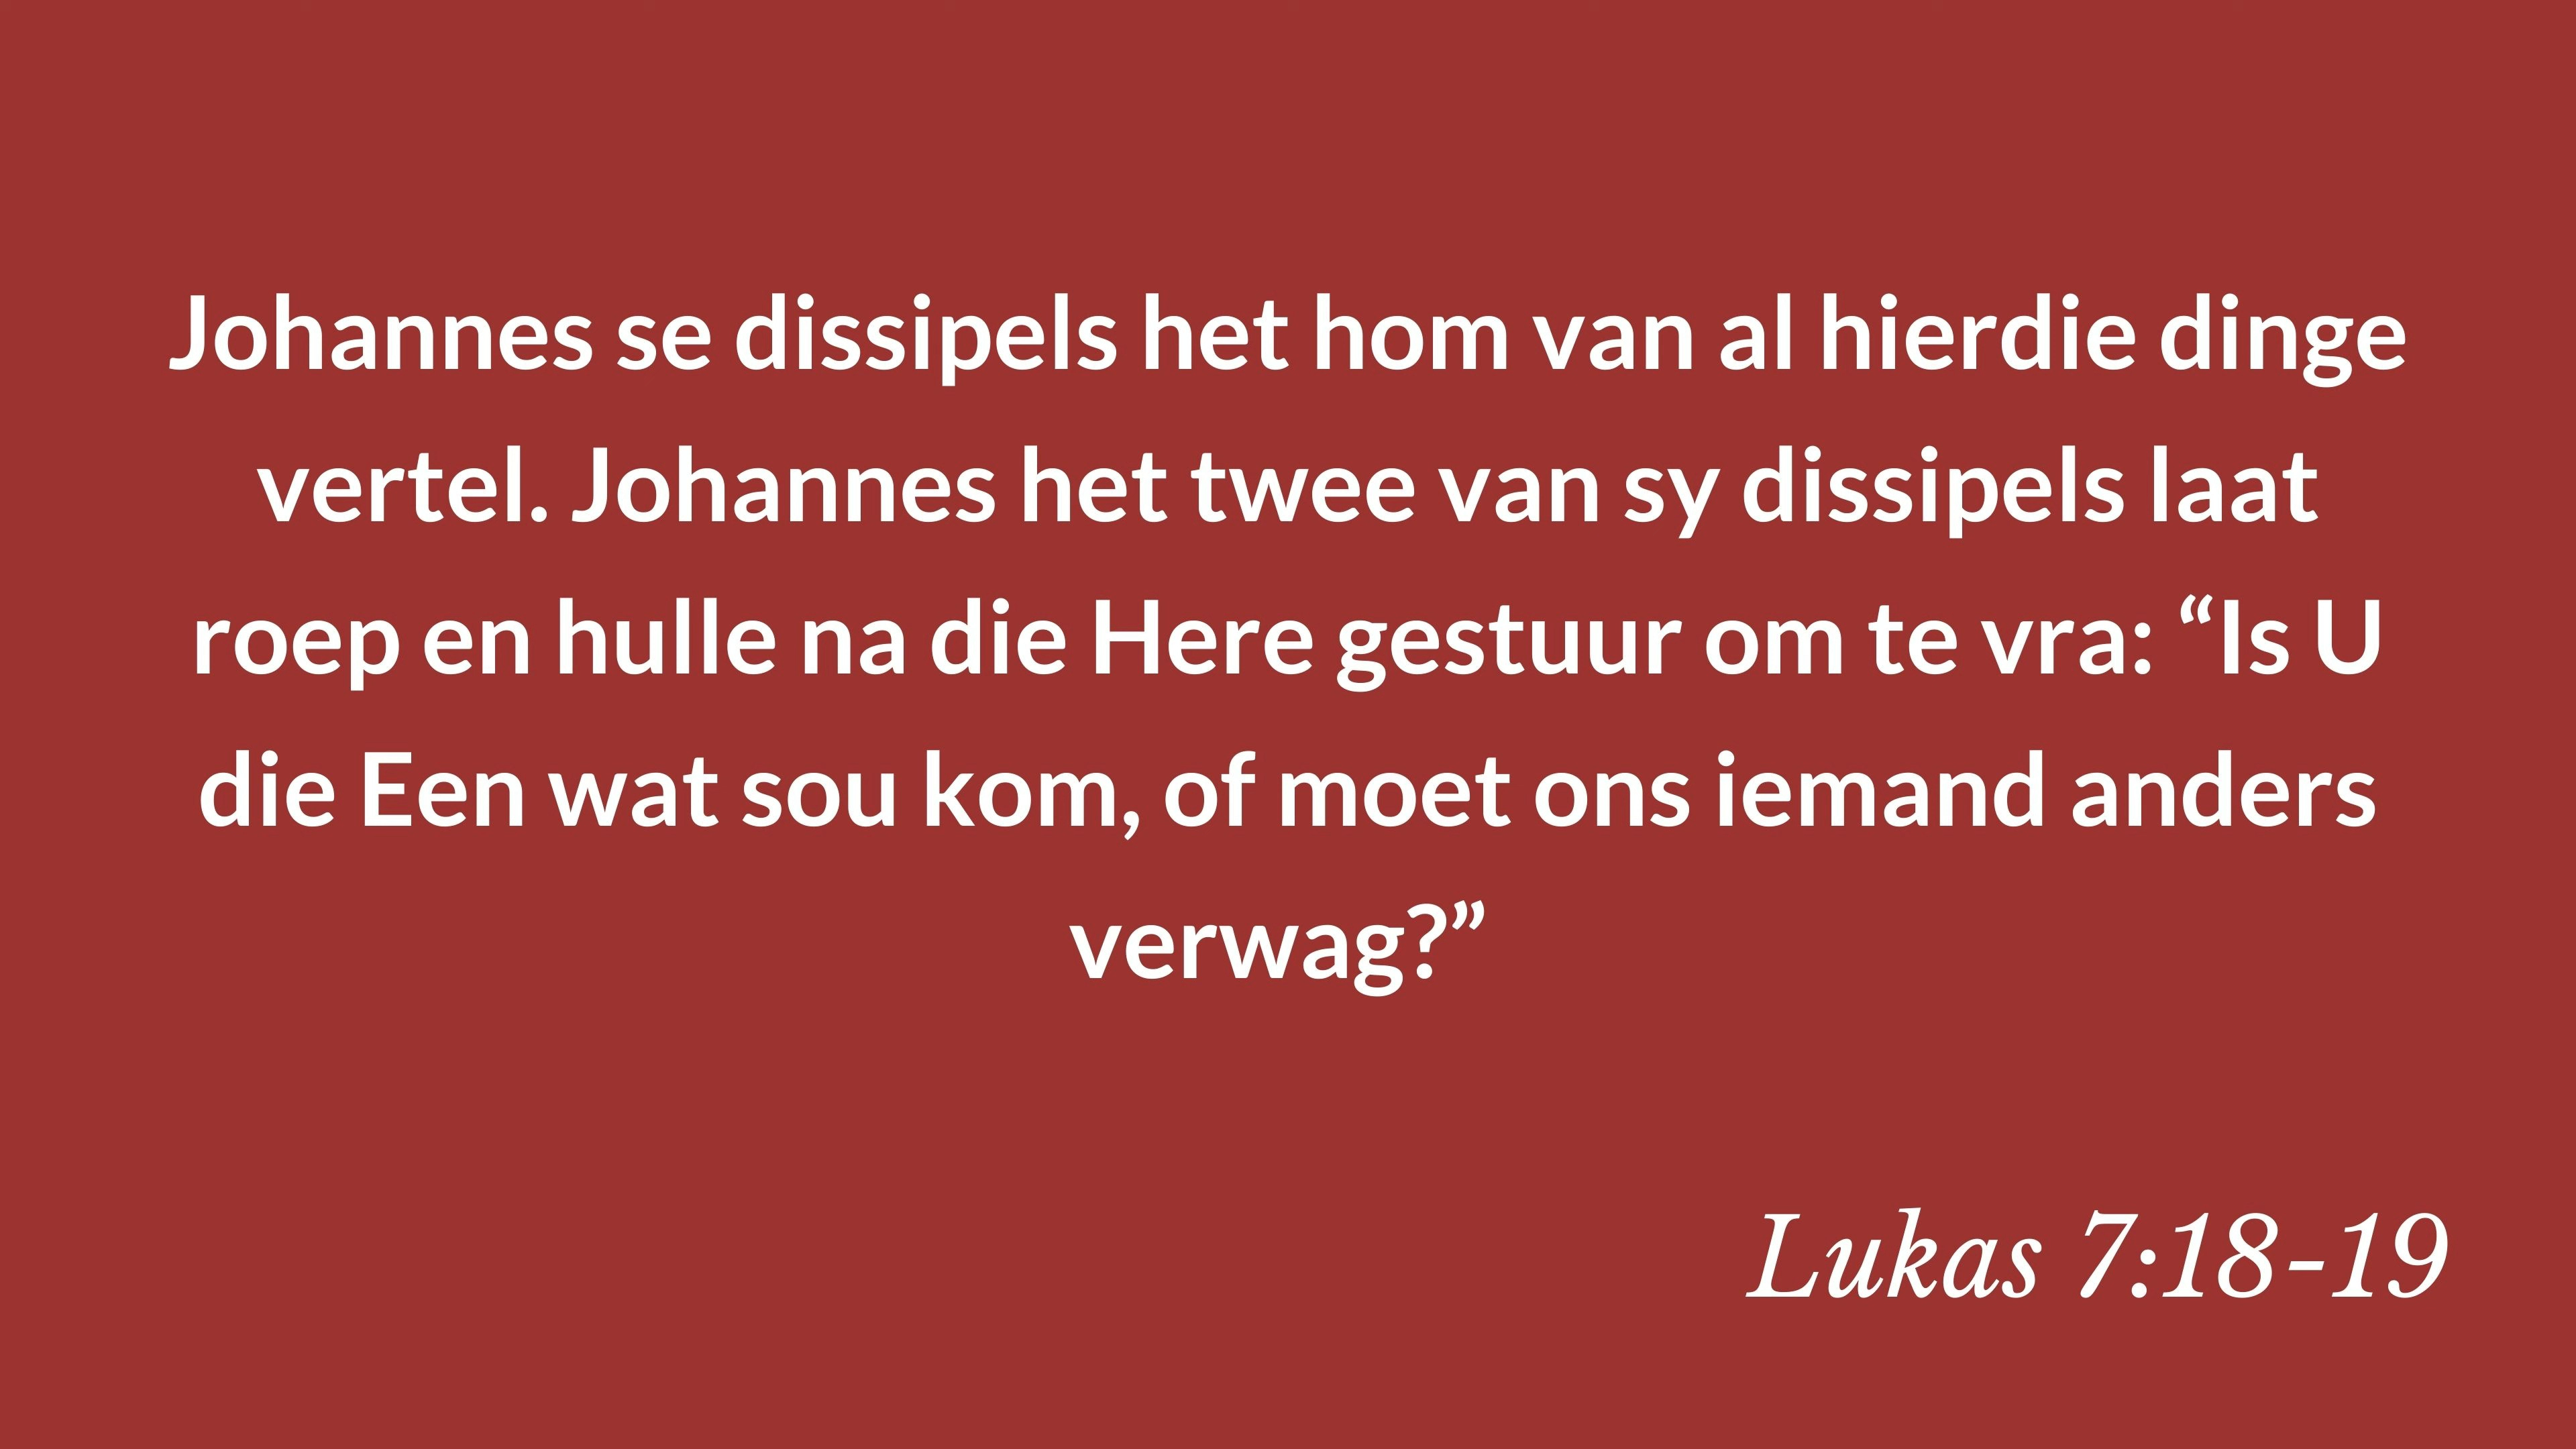 Johannes se dissipels het hom van al hierdie dinge
vertel. Johannes het twee van sy dissipels laat
roep en hulle na die Here gestuur om te vra: “Is U
die Een wat sou kom, of moet ons iemand anders
verwag?”
Lukas 7:18-19